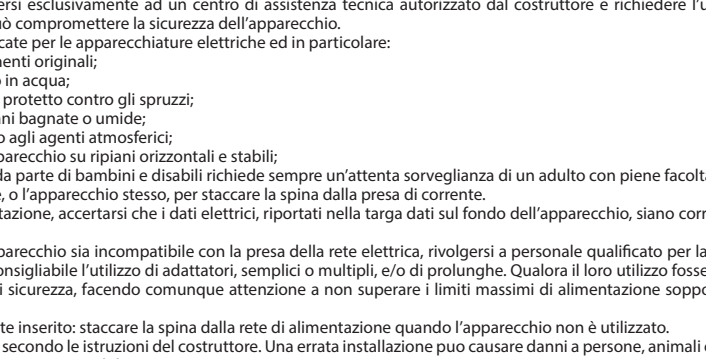 ersi esclusivamente ad un centro di assistenza tecnica autorizzato dal costruttore e richiedere l'u
uò compromettere la sicurezza dell'apparecchio.
cate per le apparecchiature elettriche ed in particolare:
enti originali;
o in acqua;
protetto contro gli spruzzi;
ani bagnate o umide;
o agli agenti atmosferici;
parecchio su ripiani orizzontali e stabili;
da parte di bambini e disabili richiede sempre un'attenta sorveglianza di un adulto con piene facolt
e, o l'apparecchio stesso, per staccare la spina dalla presa di corrente.
tazione, accertarsi che i dati elettrici, riportati nella targa dati sul fondo dell'apparecchio, siano corr
parecchio sia incompatibile con la presa della rete elettrica, rivolgersi a personale qualificato per la
onsigliabile l'utilizzo di adattatori, semplici o multipli, e/o di prolunghe. Qualora il loro utilizzo fosse
i sicurezza, facendo comunque attenzione a non superare i limiti massimi di alimentazione suppo
te inserito: staccare la spina dalla rete di alimentazione quando l'apparecchio non è utilizzato.
secondo le istruzioni del costruttore. Una errata installazione puo causare danni a persone, animali